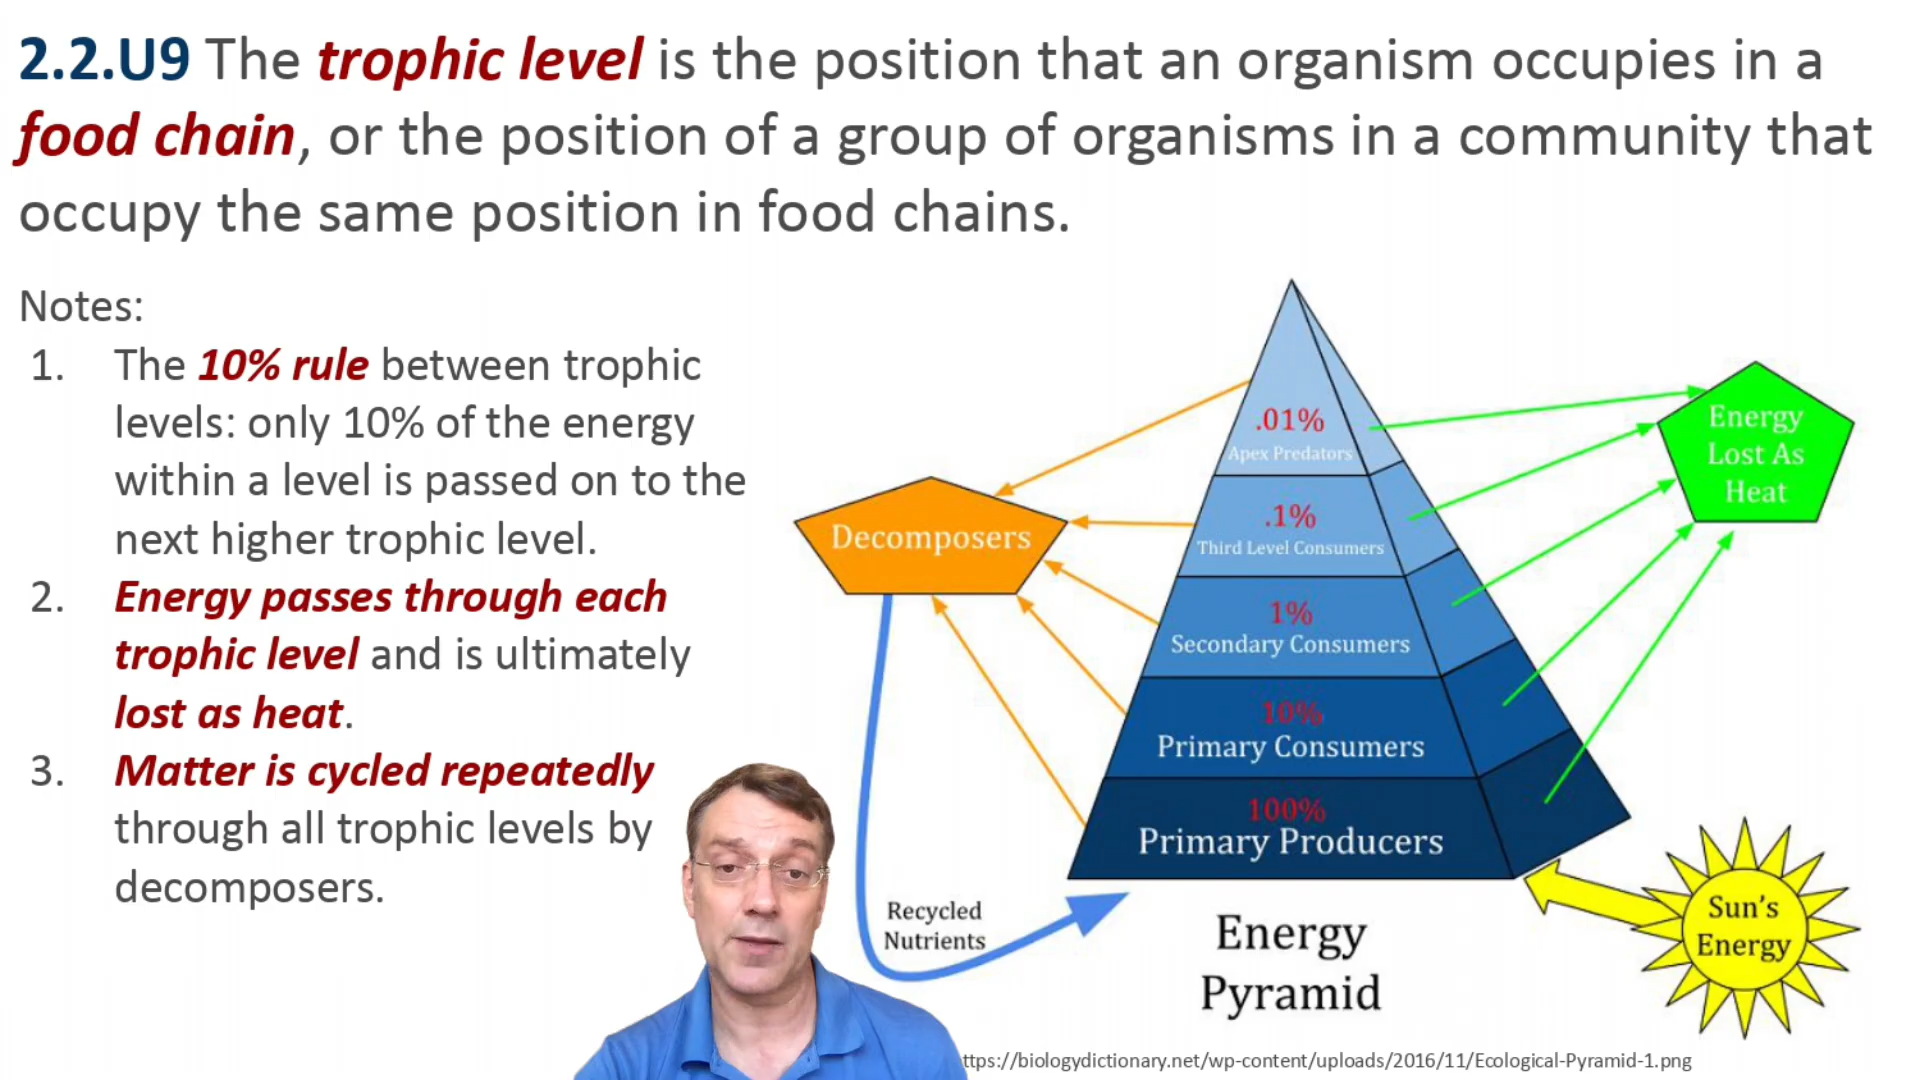 2.2.U9 The trophic level is the position that an organism occupies in a
food chain, or the position of a group of organisms in a community that
occupy the same position in food chains.
Notes:
1. The 10% rule between trophic
levels: only 10% of the energy
within a level is passed on to the
next higher trophic level.
2. Energy passes through each
trophic level and is ultimately
lost as heat.
3. Matter is cycled repeatedly
through all trophic levels by
decomposers.
.01%
Apex Predators
.1%
Third Level Consumers
1%
Secondary Consumers
10%
Primary Consumers
100%
Primary Producers
Decomposers
Energy
Lost As
Heat
Recycled
Nutrients
Energy
Pyramid
Sun's
Energy
ttps://biologydictionary.net/wp-content/uploads/2016/11/Ecological-Pyramid-1.png